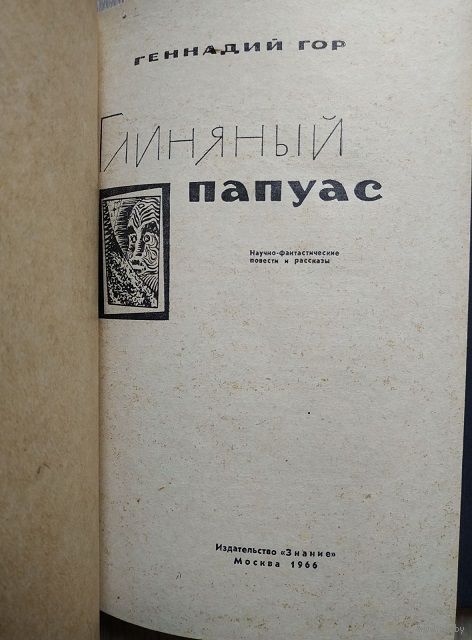 ГЕННАДИЙ ГОР
Глиняный
папуас
Научно-фантастические
повести и рассказы
Издательство «Знание»
Москва 1966